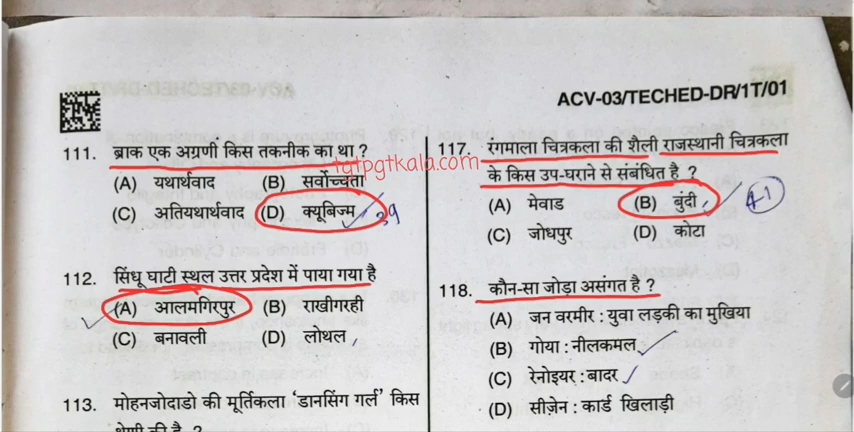 ACV-03/TECHED-DR/1T/01
111. ब्राक एक अग्रणी किस तकनीक का था ?
tgtpgtkala.com
(A) यथार्थवाद (B) सर्वोच्चता
(C) अतियथार्थवाद (D) क्यूबिज्म 39
112. सिंधू घाटी स्थल उत्तर प्रदेश में पाया गया है
(A) आलमगिरपुर (B) राखीगरही
(C) बनावली (D) लोथल
113. मोहनजोदाडो की मूर्तिकला 'डानसिंग गर्ल' किस
श्रेणी की है ?
117. रंगमाला चित्रकला की शैली राजस्थानी चित्रकला
के किस उप-घराने से संबंधित है ?
(A) मेवाड (B) बुंदी 41
(C) जोधपुर (D) कोटा
118. कौन-सा जोड़ा असंगत है ?
(A) जन वरमीर : युवा लड़की का मुखिया
(B) गोया : नीलकमल
(C) रेनोइयर : बादर
(D) सीज़ेन : कार्ड खिलाड़ी